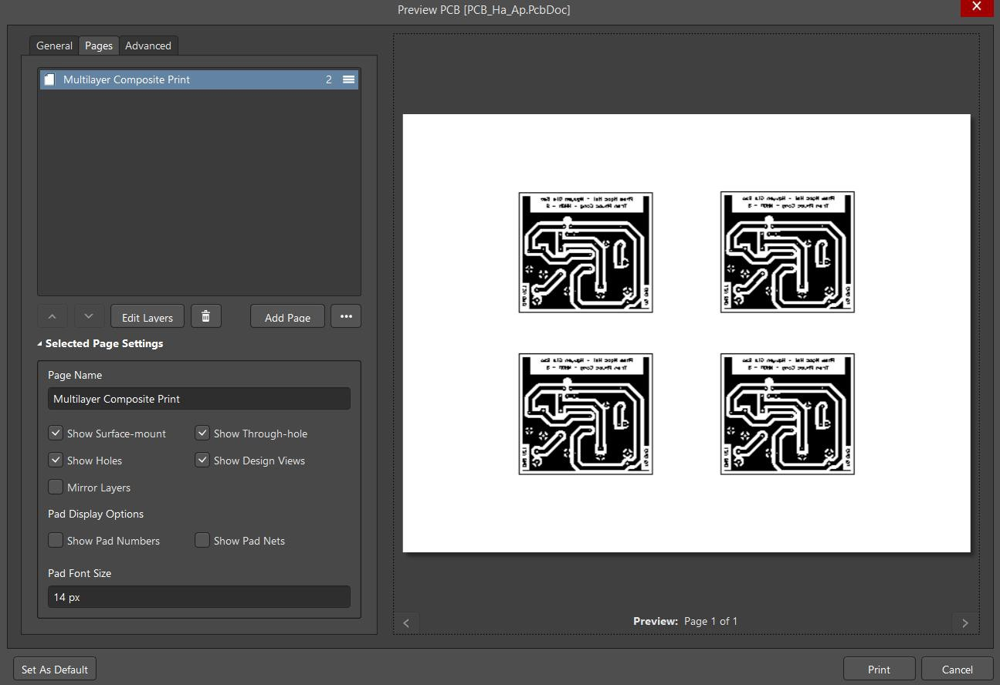 Preview PCB [PCB_Ha_Ap.PcbDoc]
General Pages Advanced
Multilayer Composite Print 2
Edit Layers
Add Page
Selected Page Settings
Page Name
Multilayer Composite Print
Show Surface-mount
Show Through-hole
Show Holes
Show Design Views
Mirror Layers
Pad Display Options
Show Pad Numbers
Show Pad Nets
Pad Font Size
14 px
Preview: Page 1 of 1
Set As Default
Print
Cancel